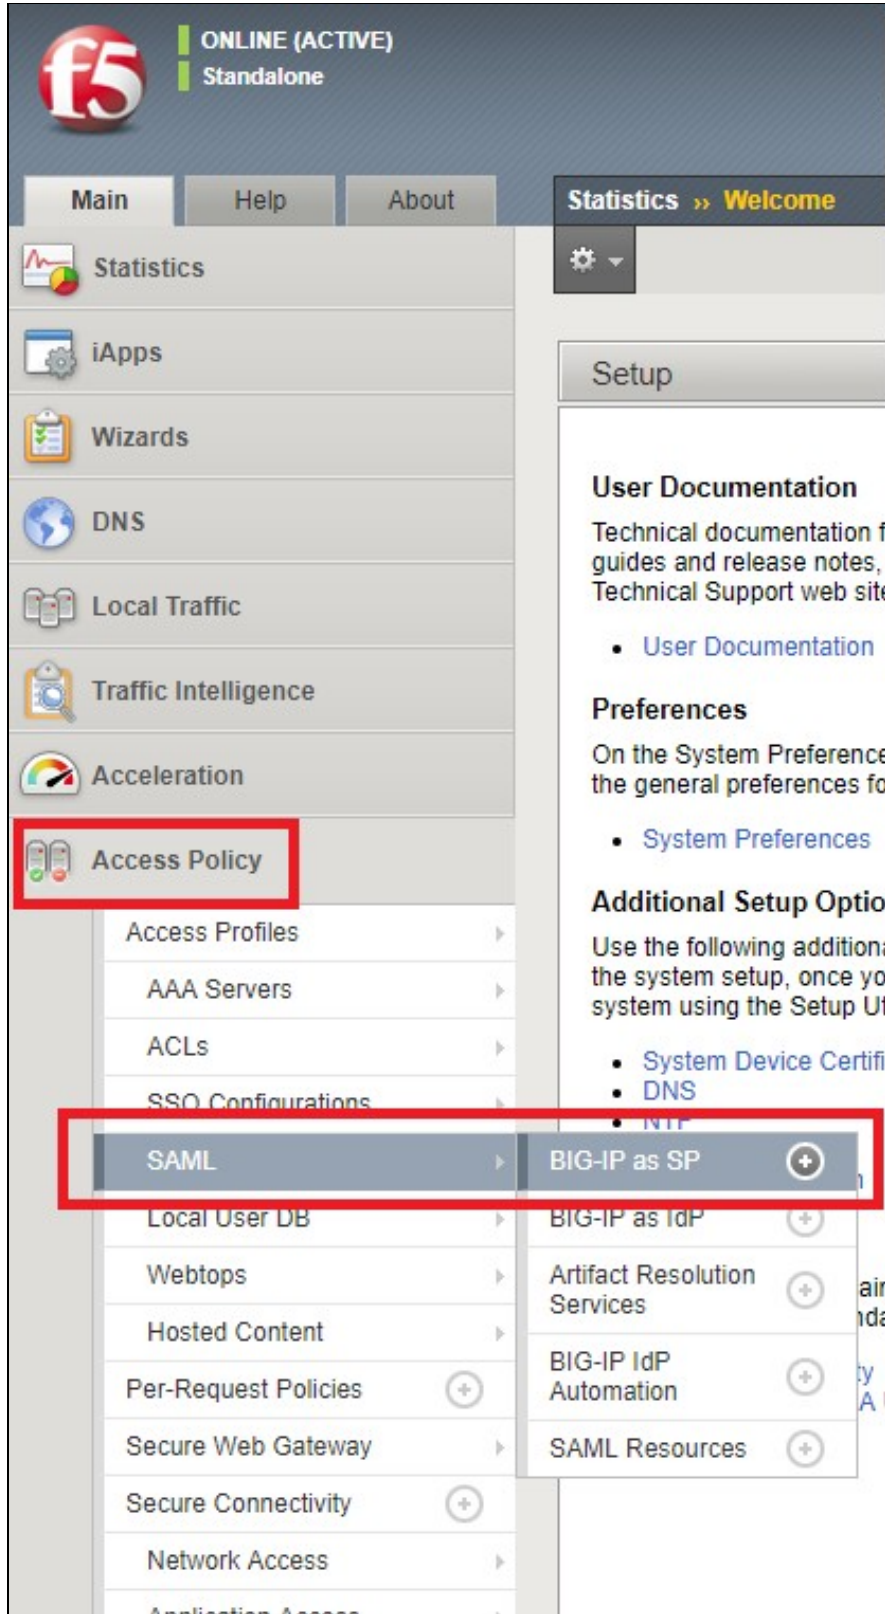 f5
ONLINE (ACTIVE)
Standalone
Main
Help
About
Statistics
iApps
Wizards
DNS
Local Traffic
Traffic Intelligence
Acceleration
Access Policy
Access Profiles
AAA Servers
ACLs
SSO Configurations
SAML
Local User DB
Webtops
Hosted Content
Per-Request Policies
Secure Web Gateway
Secure Connectivity
Network Access
Application Access
BIG-IP as SP
BIG-IP as IdP
Artifact Resolution
Services
BIG-IP IdP
Automation
SAML Resources
Statistics ›› Welcome
Setup
User Documentation
Technical documentation f
guides and release notes,
Technical Support web site
• User Documentation
Preferences
On the System Preference
the general preferences fo
• System Preferences
Additional Setup Optio
Use the following additiona
the system setup, once yo
system using the Setup Ut
• System Device Certifi
• DNS
• NTP